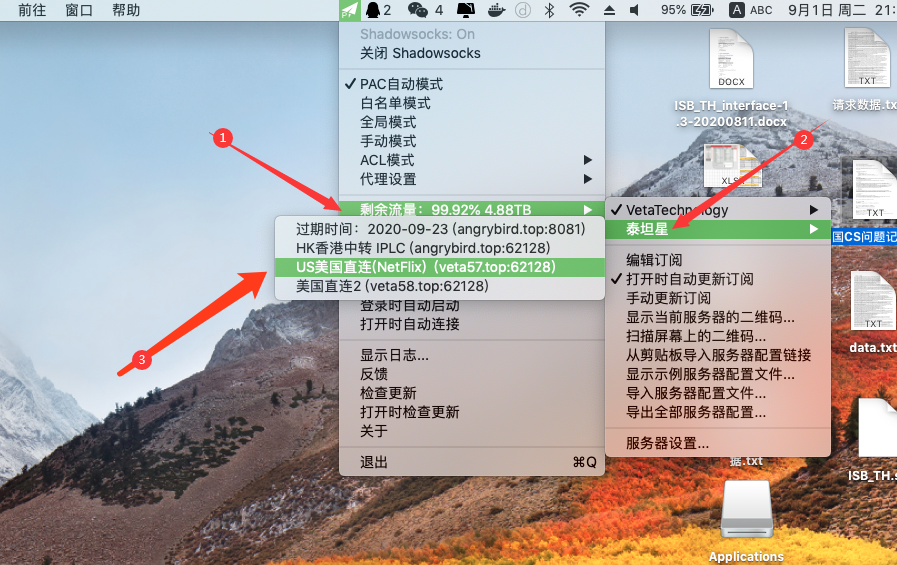 前往 窗口 帮助 2 4 95% A ABC 9月1日 周二 21:
Shadowsocks: On
关闭 Shadowsocks
PAC自动模式
白名单模式
全局模式
手动模式
ACL模式
代理设置
剩余流量：99.92% 4.88TB
过期时间：2020-09-23 (angrybird.top:8081)
HK香港中转 IPLC (angrybird.top:62128)
US美国直连(NetFlix) (veta57.top:62128)
美国直连2 (veta58.top:62128)
登录时自动启动
打开时自动连接
显示日志...
反馈
检查更新
打开时检查更新
关于
退出 ⌘Q
VetaTechnology
泰坦星
编辑订阅
打开时自动更新订阅
手动更新订阅
显示当前服务器的二维码...
扫描屏幕上的二维码...
从剪贴板导入服务器配置链接
显示示例服务器配置文件...
导入服务器配置文件...
导出全部服务器配置...
服务器设置...
1
2
3
DOCX
ISB_TH_interface-1
.3-20200811.docx
TXT
请求数据.tx
XLS
TXT
国CS问题记
TXT
data.txt
据.txt
ISB_TH.s
Applications